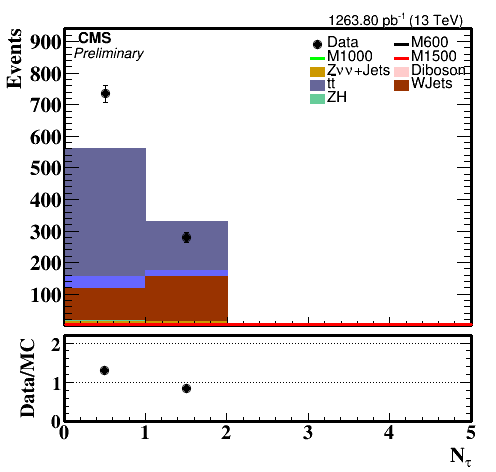 1263.80 pb⁻¹ (13 TeV)
CMS
Preliminary
Data
M600
M1000
M1500
Zνν+Jets
Diboson
tt
WJets
ZH
Events
900
800
700
600
500
400
300
200
100
Data/MC
2
1
0
0 1 2 3 4 5
N_τ